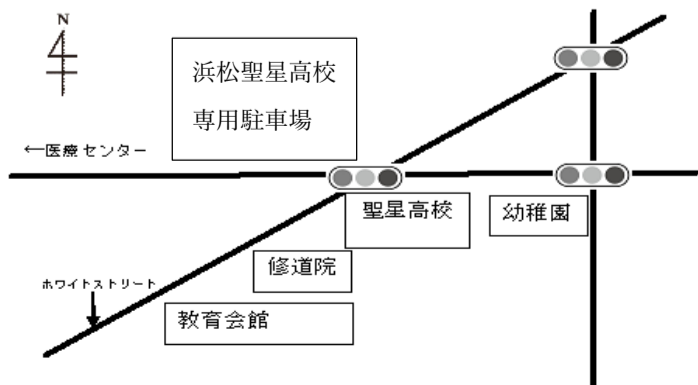 N
浜松聖星高校
専用駐車場
←医療センター
聖星高校
幼稚園
修道院
ホワイトストリート
教育会館